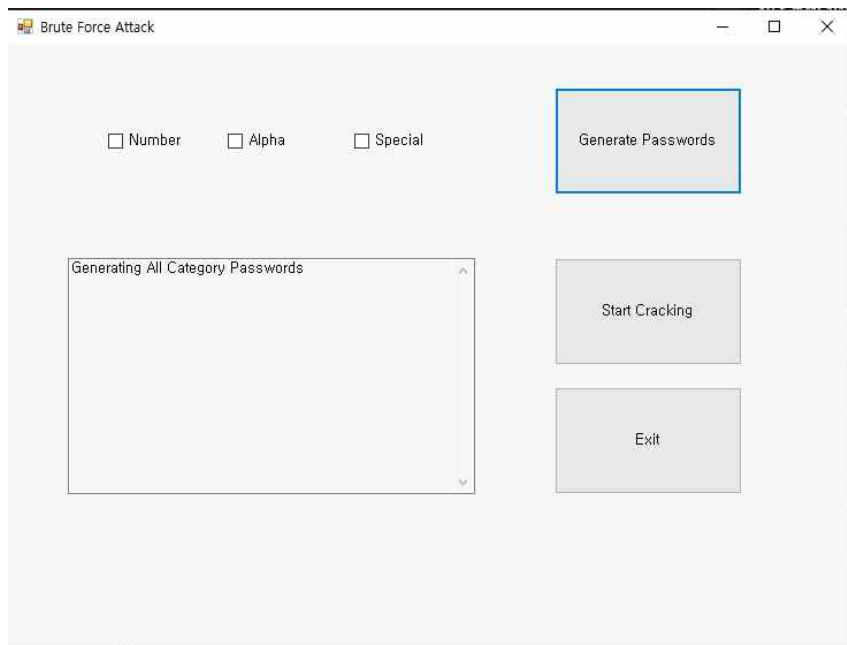 Brute Force Attack
Number Alpha Special
Generate Passwords
Generating All Category Passwords
Start Cracking
Exit